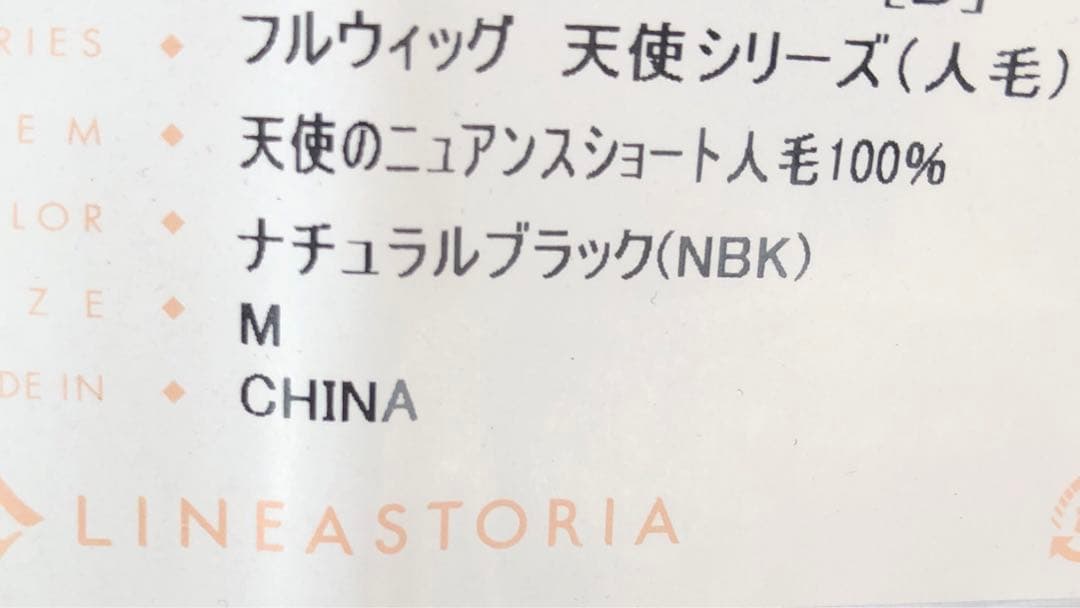 RIES ◆ フルウィッグ 天使シリーズ(人毛)
EM ◆ 天使のニュアンスショート人毛100%
LOR ◆ ナチュラルブラック(NBK)
ZE ◆ M
DE IN ◆ CHINA
LINEASTORIA